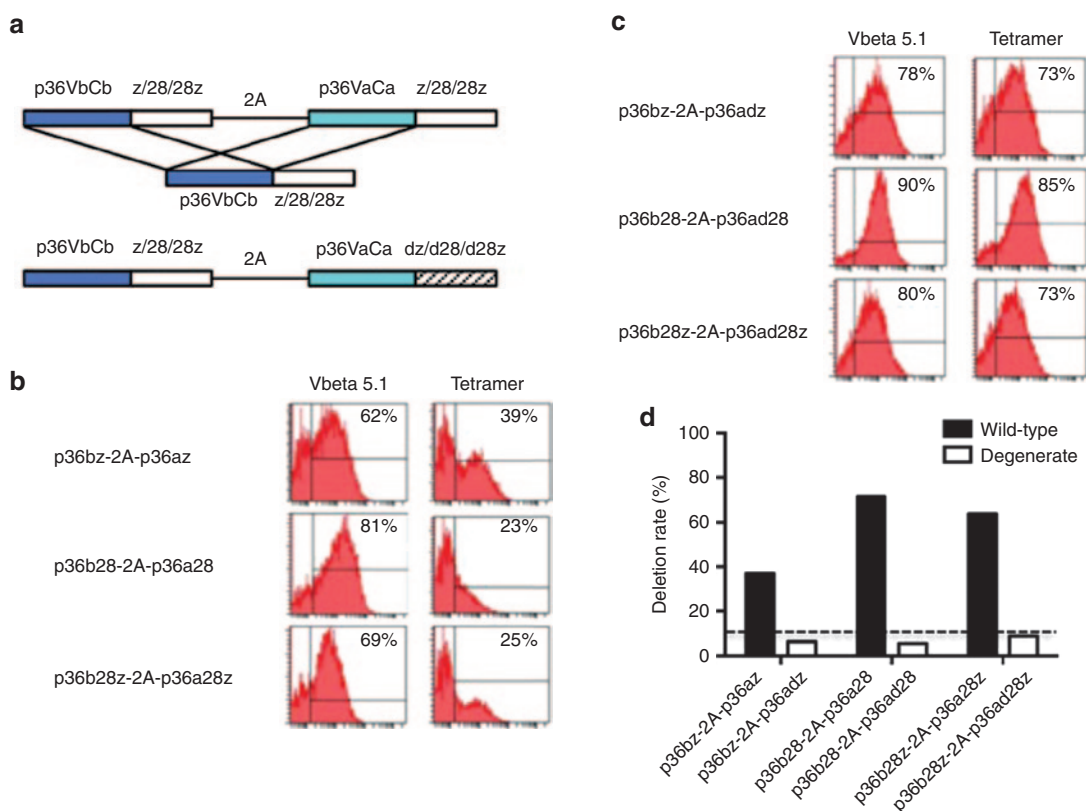 a
p36VbCb z/28/28z 2A p36VaCa z/28/28z
p36VbCb z/28/28z
p36VbCb z/28/28z 2A p36VaCa dz/d28/d28z
b
Vbeta 5.1 Tetramer
p36bz-2A-p36az 62% 39%
p36b28-2A-p36a28 81% 23%
p36b28z-2A-p36a28z 69% 25%
c
Vbeta 5.1 Tetramer
p36bz-2A-p36adz 78% 73%
p36b28-2A-p36ad28 90% 85%
p36b28z-2A-p36ad28z 80% 73%
d
Wild-type
Degenerate
Deletion rate (%)
100
80
60
40
20
0
p36bz-2A-p36az
p36bz-2A-p36adz
p36b28-2A-p36a28
p36b28-2A-p36ad28
p36b28z-2A-p36a28z
p36b28z-2A-p36ad28z